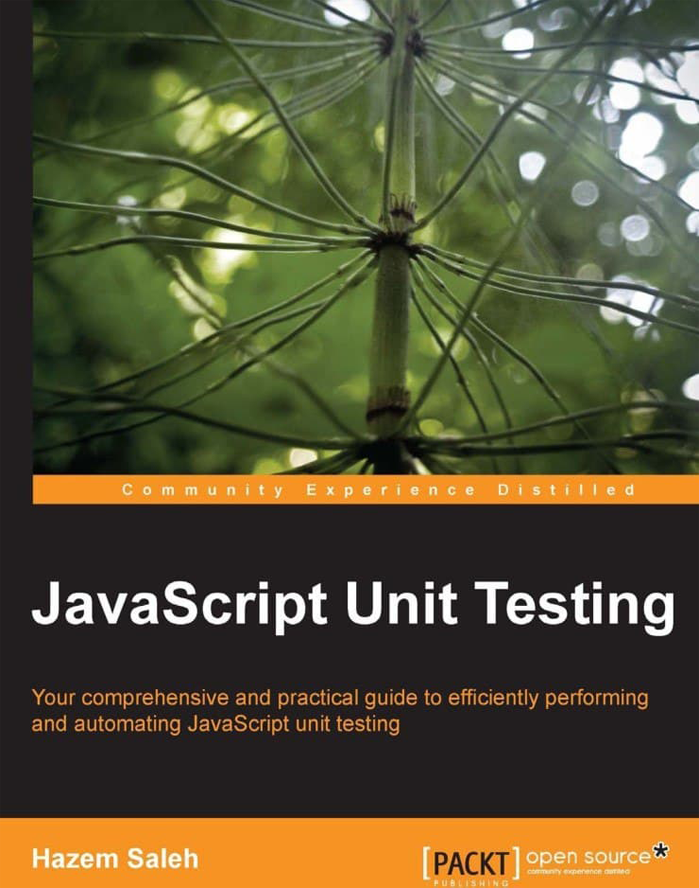 Community Experience Distilled
JavaScript Unit Testing
Your comprehensive and practical guide to efficiently performing
and automating JavaScript unit testing
Hazem Saleh
[PACKT]
PUBLISHING
open source*
community experience distilled